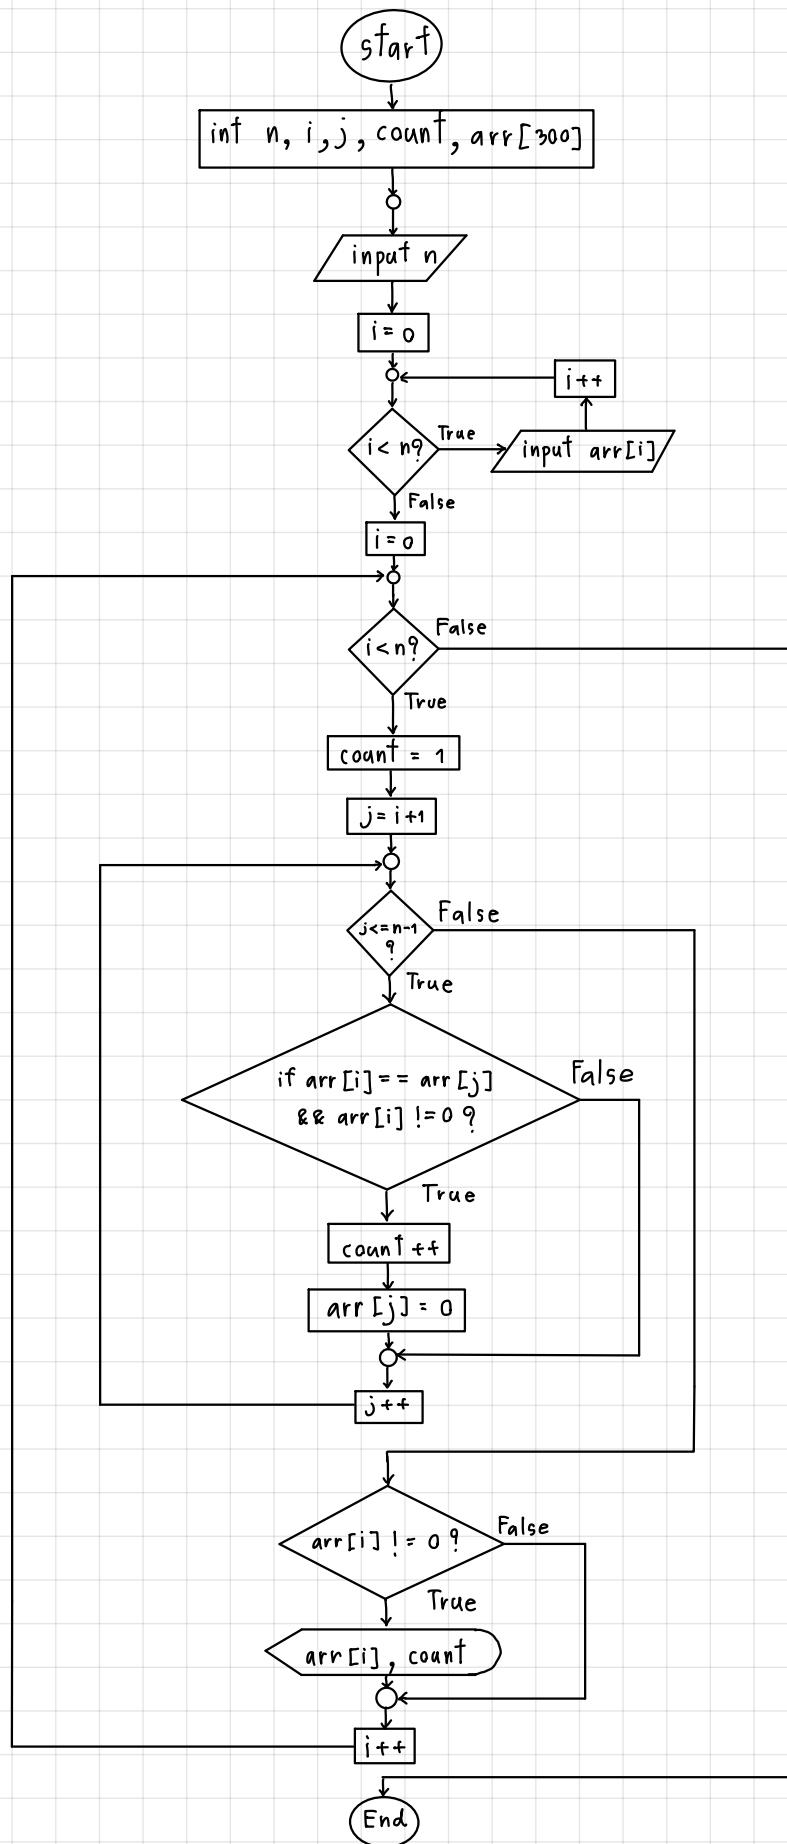 start
int n, i, j, count, arr[300]
input n
i = 0
i++
i < n?
True
input arr[i]
False
i = 0
i < n?
False
True
count = 1
j = i+1
j<=n-1
?
False
True
if arr[i] == arr[j]
&& arr[i] !=0 ?
False
True
count ++
arr [j] = 0
j++
arr[i] != 0 ?
False
True
arr[i], count
i++
End